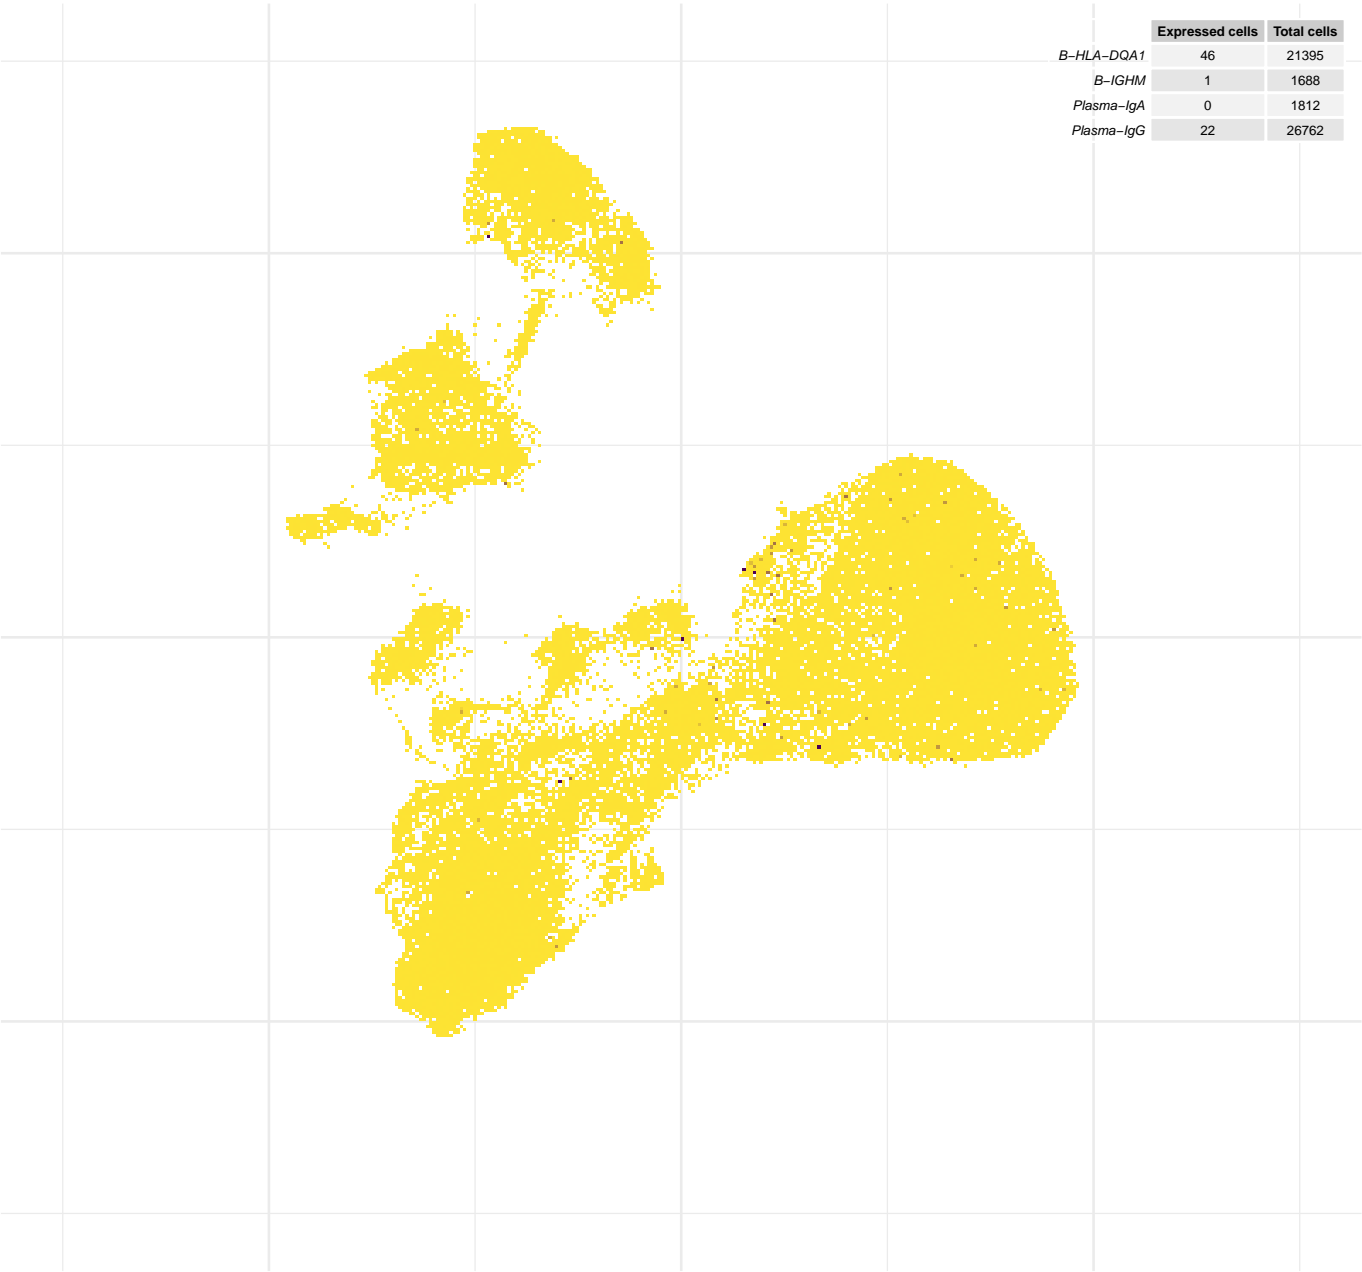 Expressed cells Total cells
B−HLA−DQA1 46 21395
B−IGHM 1 1688
Plasma−IgA 0 1812
Plasma−IgG 22 26762